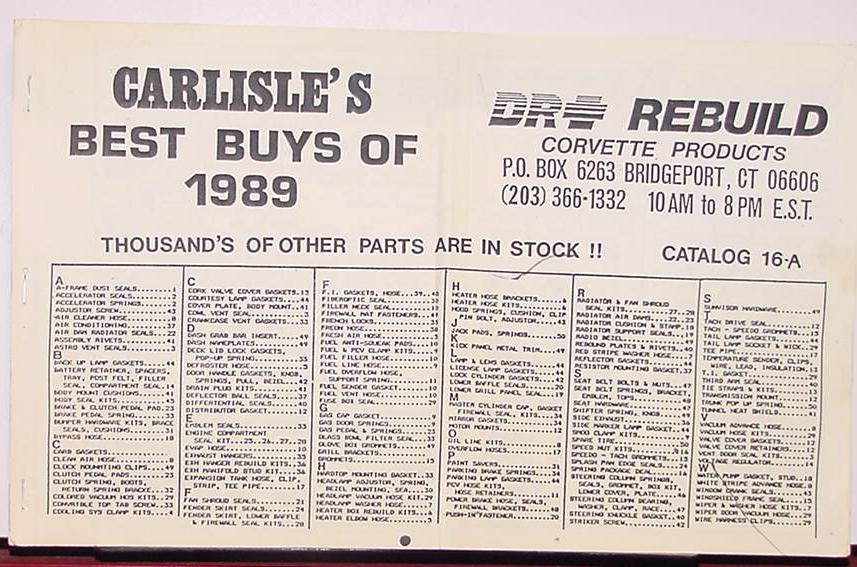 CARLISLE'S
BEST BUYS OF
1989
DR REBUILD
CORVETTE PRODUCTS
P.O. BOX 6263 BRIDGEPORT, CT 06606
(203) 366-1332 10 AM to 8 PM E.S.T.
THOUSAND'S OF OTHER PARTS ARE IN STOCK !!
CATALOG 16-A
A
A-FRAME DUST SEALS
ACCELERATOR SEALS
ACCELERATOR SPRINGS
ADJUSTOR SCREW
AIR CLEANER HOSE
AIR CONDITIONING
AIR DAM RADIATOR SEALS
ASSEMBLY RIVETS
ASTRO VENT SEALS
B
BACK UP LAMP GASKETS
BATTERY RETAINER, SPACERS,
TRAY, POST FELT, FILLER
SEAL, COMPARTMENT SEAL
BODY MOUNT CUSHIONS
BODY SEAL KITS
BRAKE & CLUTCH PEDAL PAD
BRAKE PEDAL SPRING
BUMPER HARDWARE KITS, BRACE
SEALS, CUSHIONS
BYPASS HOSE
C
CARB GASKETS
CLEAN AIR HOSE
CLOCK MOUNTING CLIPS
CLUTCH PEDAL PADS
CLUTCH SPRING, BOOTS,
RETURN SPRING BRACKET
COLORED VACUUM HOS KITS
CONVERTIBLE TOP TAB SCREW
COOLING SYS CLAMP KITS
C
CORK VALVE COVER GASKETS
COURTESY LAMP GASKETS
COVER PLATE, BODY MOUNT
COWL VENT SEAL
CRANKCASE VENT GASKETS
D
DASH GRAB BAR INSERT
DASH NAMEPLATES
DECK LID LOCK GASKETS,
POP-UP SPRING
DEFROSTER HOSE
DOOR HANDLE GASKETS, KNOB,
SPRINGS, PULL, BEZEL
DRAIN PLUG KITS
DEFLECTOR BALL SEALS
DIFFERENTIAL SEALS
DISTRIBUTOR GASKET
E
EMBLEM SEALS
ENGINE COMPARTMENT
SEAL KIT
EVAP HOSE
EXHAUST HANGERS
EXH HANGER REBUILD KITS
EXH MANIFOLD STUD KIT
EXPANSION TANK HOSE, CLIP,
STRIP, TEE PIPE
F
FAN SHROUD SEALS
FENDER SKIRT SEALS
FENDER SKIRT, LOWER BAFFLE
& FIREWALL SEAL KITS
F
F.I. GASKETS, HOSE
FIBEROPTIC SEAL
FILLER NECK SEAL
FIREWALL MAT FASTENERS
FRENCH LOCKS
FREON HOSE
FRESH AIR HOSE
FUEL ANTI-SQUEAK PADS
FUEL & PCV CLAMP KITS
FUEL FILLER HOSE
FUEL LINE HOSE
FUEL OVERFLOW HOSE,
SUPPORT SPRING
FUEL SENDER GASKET
FUEL VENT HOSE
FUSE BOX SEAL
G
GAS CAP GASKET
GAS DOOR SPRINGS
GAS PEDAL & SPRINGS
GLASS BOWL FILTER SEAL
GLOVE BOX GROMMETS
GRILL BRACKETS
GROMMETS
H
HARDTOP MOUNTING GASKET
HEADLAMP ADJUSTOR, SPRING,
BEZEL MOUNTING, SEA
HEADLAMP VACUUM HOSE KIT
HEADLAMP WASHER HOSE
HEATER BOX REBUILD KITS
HEATER ELBOW HOSE
H
HEATER HOSE BRACKETS
HEATER HOSE KITS
HOOD SPRINGS, CUSHION, CLIP
PIN BOLT, ADJUSTOR
J
JACK PADS, SPRINGS
K
KICK PANEL METAL TRIM
L
LAMP & LENS GASKETS
LICENSE LAMP GASKETS
LOCK CYLINDER GASKETS
LOWER BAFFLE SEALS
LOWER GRILL PANEL SEAL
M
MASTER CYLINDER CAP, GASKET
FIREWALL SEAL
MIRROR GASKETS
MOTOR MOUNTS
O
OIL LINE KITS
OVERFLOW HOSES
P
PAINT SAVERS
PARKING BRAKE SPRINGS
PARKING LAMP GASKETS
PCV HOSE KITS,
HOSE RETAINERS
POWER BRAKE HOSE, SEALS,
FIREWALL BRACKETS
PUSH-IN FASTENER
R
RADIATOR & FAN SHROUD
SEAL KITS
RADIATOR AIR DAMS
RADIATOR CUSHION & STAMP
RADIATOR SUPPORT SEALS
RADIO BEZEL
REBOUND PLATES & RIVETS
RED STRIPE WASHER HOSE
REFLECTOR GASKETS
RESISTOR MOUNTING GASKET
S
SEAT BELT BOLTS & NUTS
SEAT BELT SPRINGS, BRACKET,
EMBLEM, TOPS
SEAT HARDWARE
SHIFTER SPRING, KNOB
SIDE EXHAUST
SIDE MARKER LAMP GASKET
SMOG CLAMP KITS
SPARE TIRE
SPEED NUT KITS
SPEEDO - TACH GROMMETS
SPLASH PAN EDGE SEALS
SPRING PACKAGE DEAL
STEERING COLUMN SPRINGS,
SEALS, GROMMET, BOX KIT,
LOWER COVER, PLATE
STEERING COLUMN BEARING,
WASHER, CLAMP, RACE
STEERING KNUCKLE GASKET
STRIKER SCREW
S
SUNVISOR HARDWARE
T
TACH DRIVE SEAL
TACH - SPEEDO GROMMETS
TAIL LAMP GASKETS
TAIL LAMP SOCKET & WICK
TEE PIPE
TEMPERATURE SENDER, CLIPS,
WIRE, LEAD, INSULATION
T.I. GASKET
THIRD ARM SEAL
TIE STRAPS & KITS
TRANSMISSION MOUNT
TRUNK POP UP SPRING
TUNNEL HEAT SHIELD
V
VACUUM ADVANCE HOSE
VACUUM HOSE KITS
VALVE COVER GASKETS
VALVE COVER RETAINERS
VENT DOOR SEAL KIT
VOLTAGE REGULATOR
W
WATER PUMP GASKET, STUD
WHITE STRIPE ADVANCE HOSE
WINDOW CRANK SEALS
WINDSHIELD FRAME SEAL
WIPER & WASHER HOSE KITS
WIPER DOOR VACUUM HOSE
WIRE HARNESS CLIPS